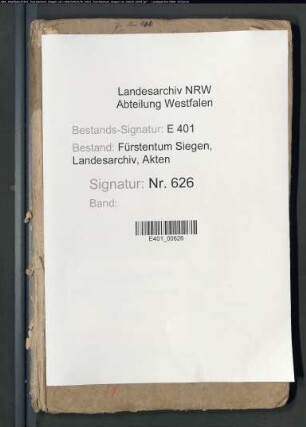 Landesarchiv NRW
Abteilung Westfalen
Bestands-Signatur: E 401
Bestand: Fürstentum Siegen,
Landesarchiv, Akten
Signatur: Nr. 626
Band:
E401_00626